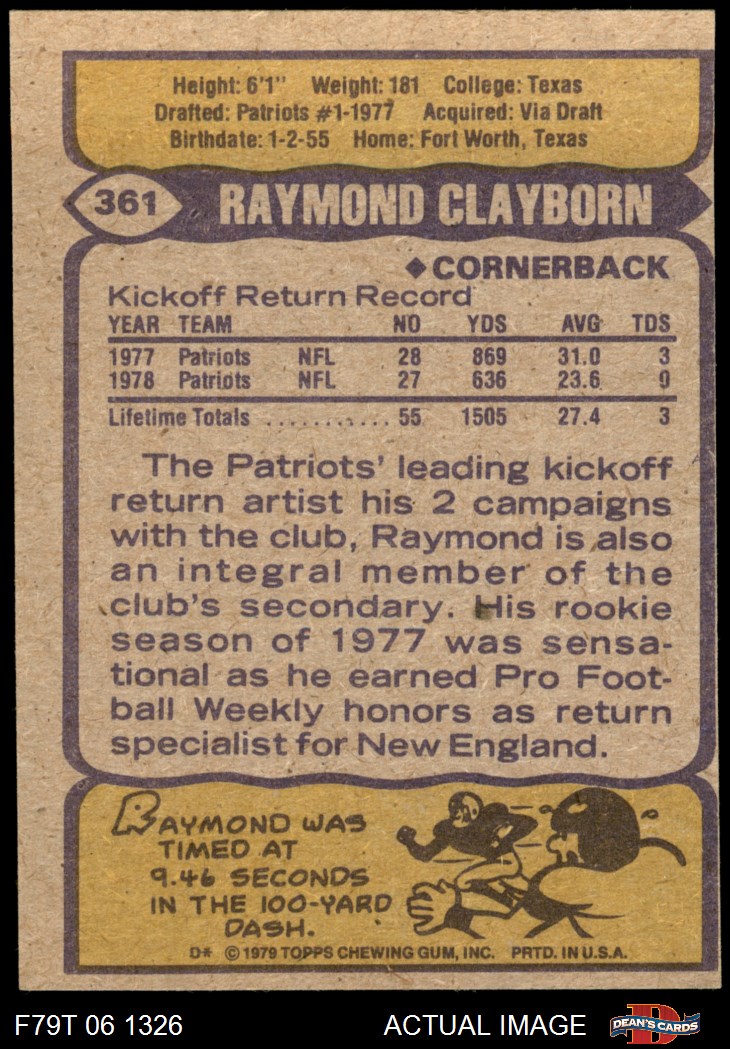 Height: 6'1" Weight: 181 College: Texas
Drafted: Patriots #1-1977 Acquired: Via Draft
Birthdate: 1-2-55 Home: Fort Worth, Texas
361 RAYMOND CLAYBORN
◆CORNERBACK
Kickoff Return Record
YEAR TEAM NO YDS AVG TDS
1977 Patriots NFL 28 869 31.0 3
1978 Patriots NFL 27 636 23.6 0
Lifetime Totals ............ 55 1505 27.4 3
The Patriots' leading kickoff
return artist his 2 campaigns
with the club, Raymond is also
an integral member of the
club's secondary. His rookie
season of 1977 was sensa-
tional as he earned Pro Foot-
ball Weekly honors as return
specialist for New England.
RAYMOND WAS
TIMED AT
9.46 SECONDS
IN THE 100-YARD
DASH.
D* © 1979 TOPPS CHEWING GUM, INC. PRTD. IN U.S.A.
F79T 06 1326 ACTUAL IMAGE DEAN'S CARDS